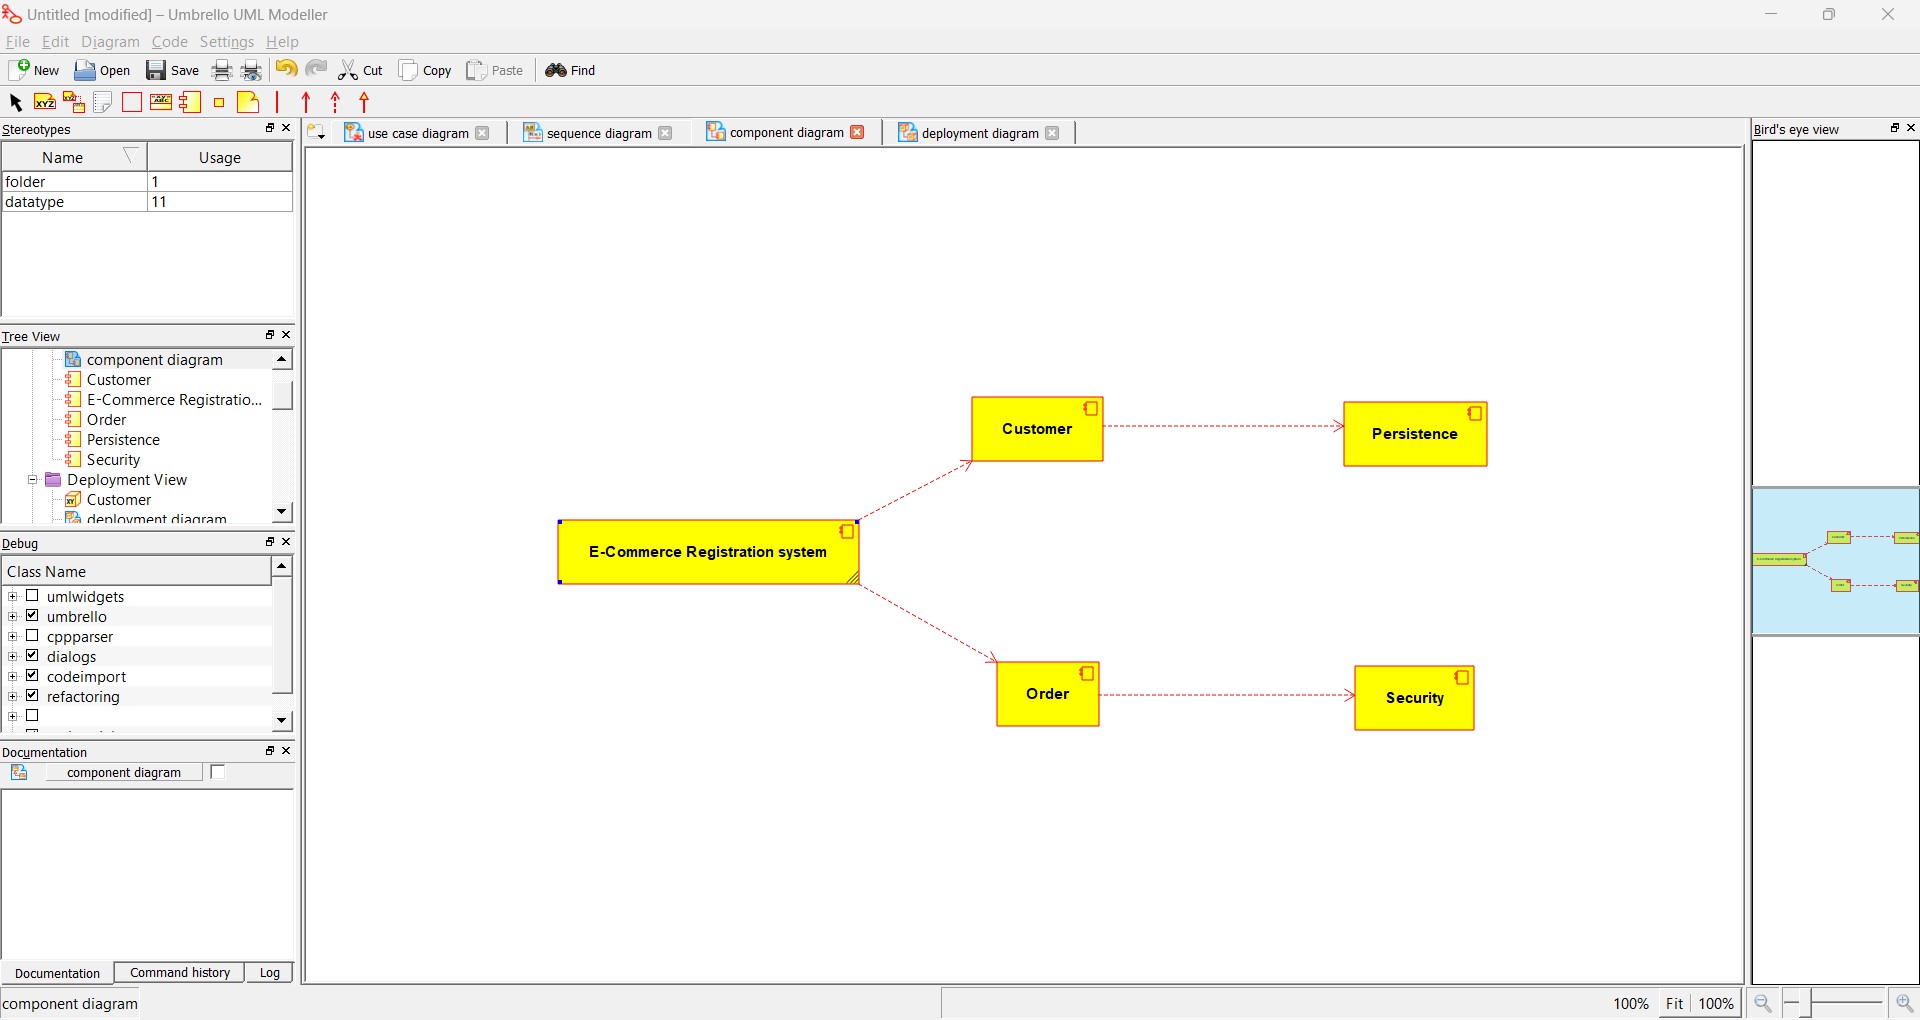 Untitled [modified] – Umbrello UML Modeller
File Edit Diagram Code Settings Help
New Open Save Cut Copy Paste Find
XYZ
Stereotypes
Name Usage
folder 1
datatype 11
Tree View
component diagram
Customer
E-Commerce Registratio...
Order
Persistence
Security
Deployment View
Customer
deployment diagram
Debug
Class Name
umlwidgets
umbrello
cppparser
dialogs
codeimport
refactoring
Documentation
component diagram
Documentation Command history Log
component diagram
use case diagram sequence diagram component diagram deployment diagram
Customer
Persistence
E-Commerce Registration system
Order
Security
Bird's eye view
100% Fit 100%